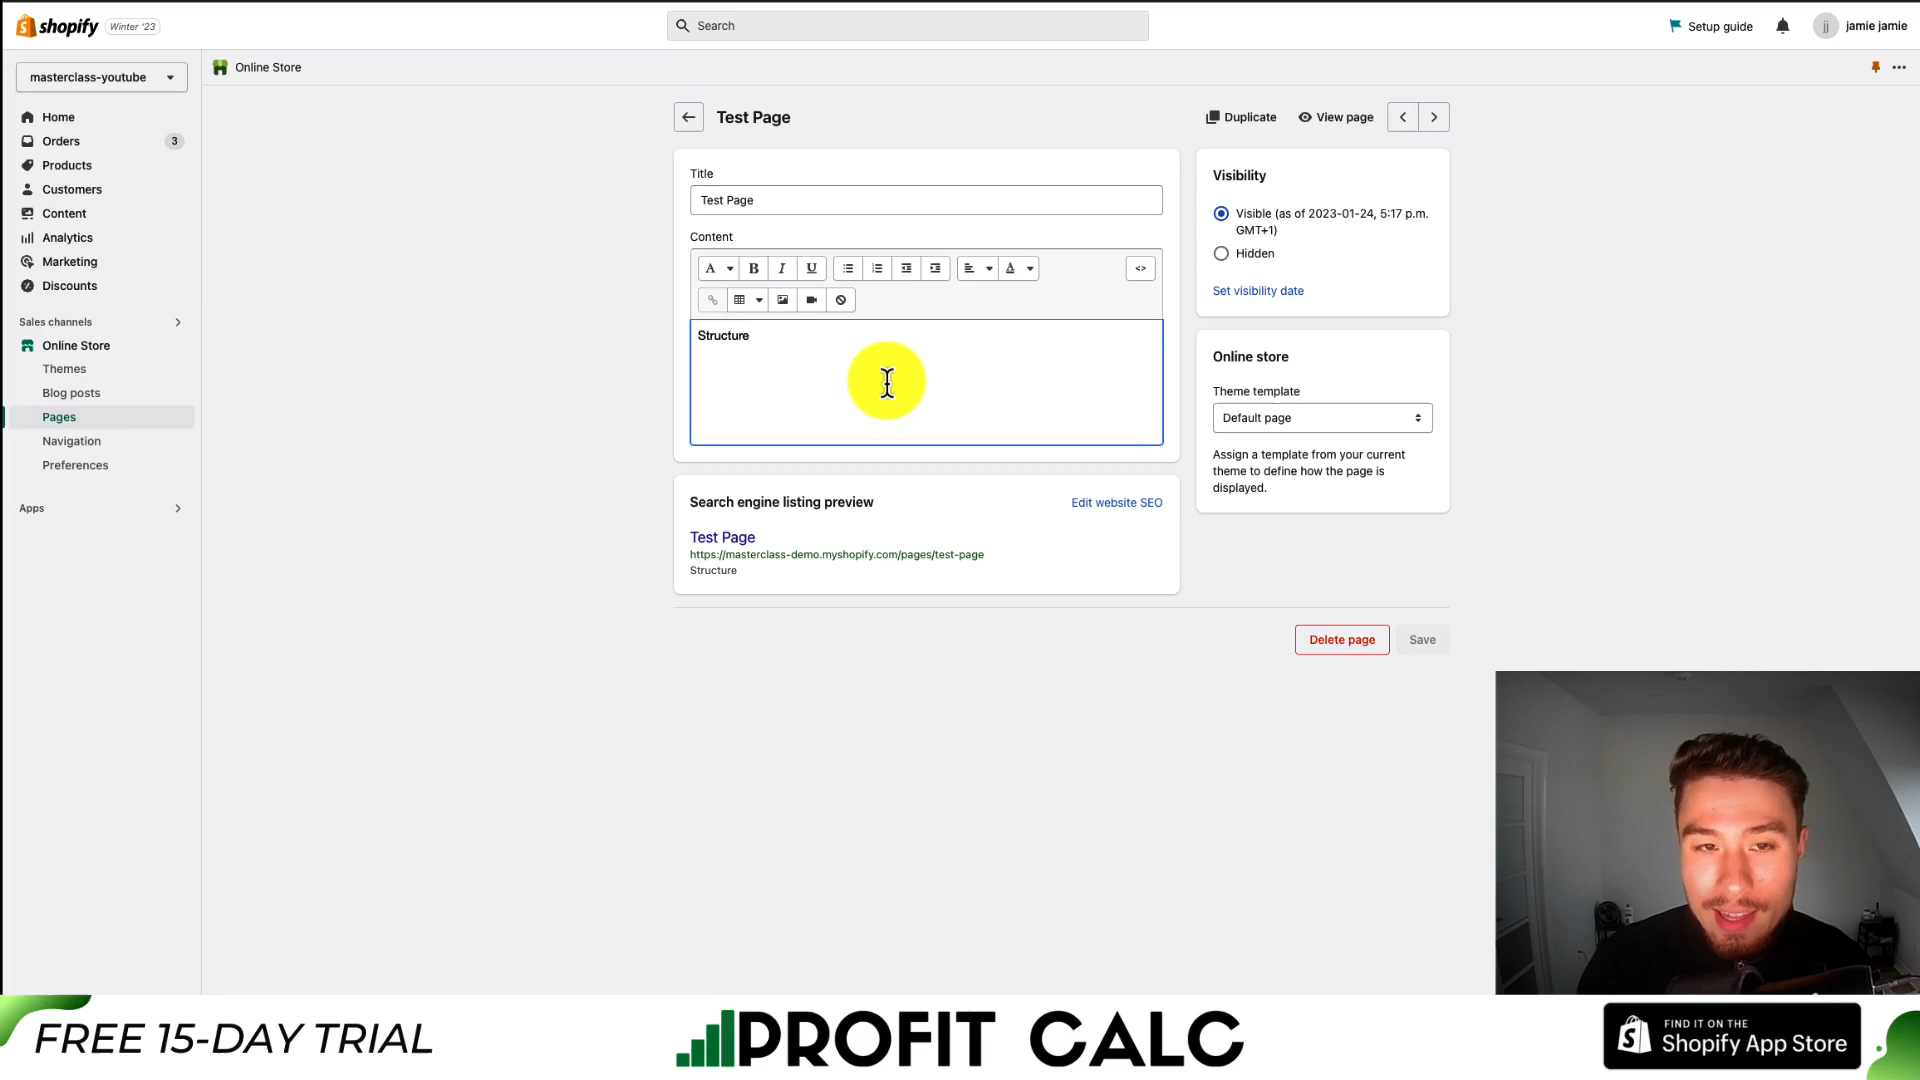 shopify
Winter '23
Search
Setup guide
jj
jamie jamie
masterclass-youtube
Online Store
Home
Orders
3
Products
Customers
Content
Analytics
Marketing
Discounts
Sales channels
Online Store
Themes
Blog posts
Pages
Navigation
Preferences
Apps
Test Page
Duplicate
View page
Title
Test Page
Content
A
B
I
U
A
<>
Structure
Search engine listing preview
Edit website SEO
Test Page
https://masterclass-demo.myshopify.com/pages/test-page
Structure
Visibility
Visible (as of 2023-01-24, 5:17 p.m.
GMT+1)
Hidden
Set visibility date
Online store
Theme template
Default page
Assign a template from your current
theme to define how the page is
displayed.
Delete page
Save
FREE 15-DAY TRIAL
PROFIT CALC
FIND IT ON THE
Shopify App Store